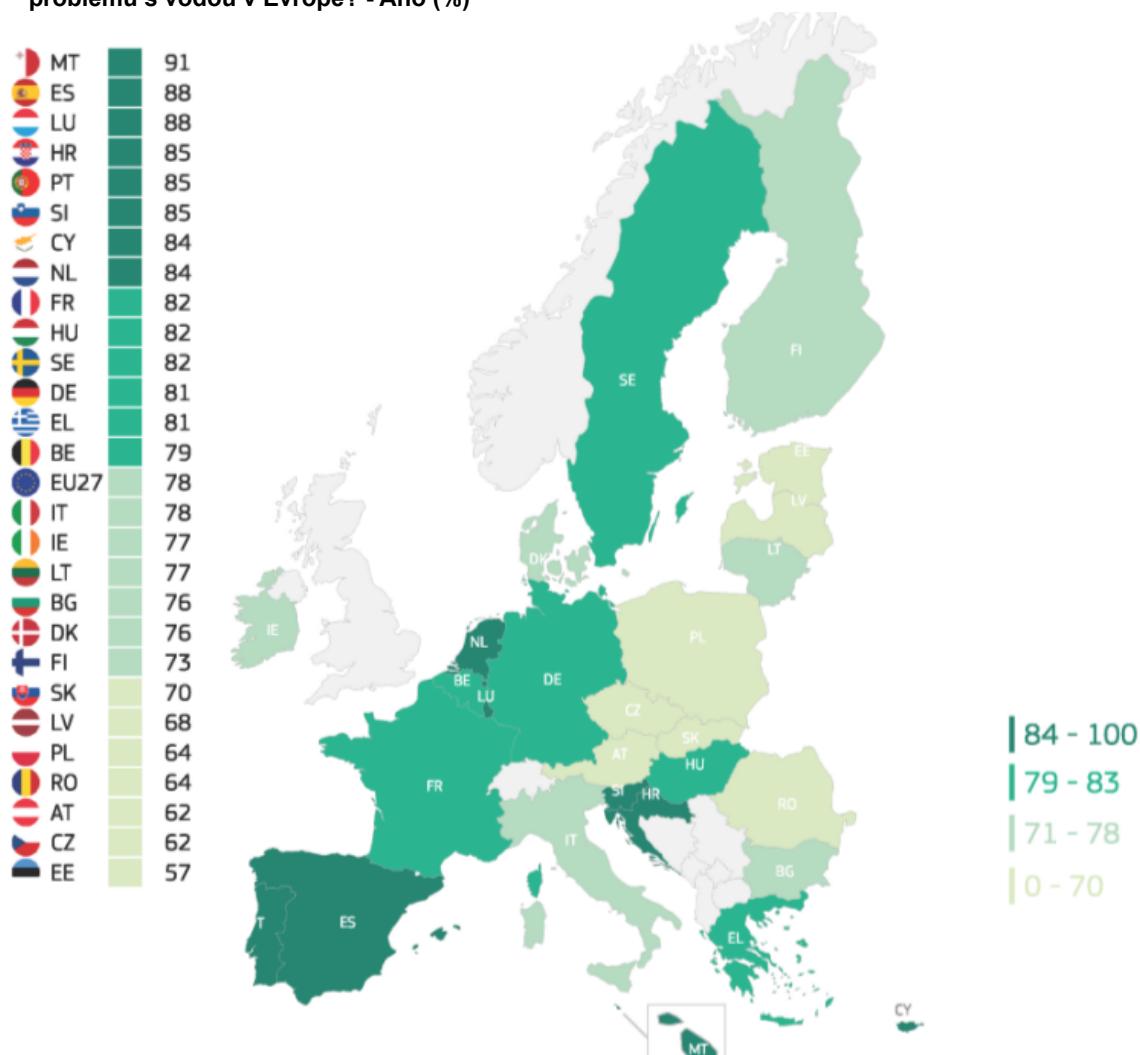 problémů s vodou v Evropě? - Ano (%)
MT 91
ES 88
LU 88
HR 85
PT 85
SI 85
CY 84
NL 84
FR 82
HU 82
SE 82
DE 81
EL 81
BE 79
EU27 78
IT 78
IE 77
LT 77
BG 76
DK 76
FI 73
SK 70
LV 68
PL 64
RO 64
AT 62
CZ 62
EE 57
FI
SE
EE
LV
LT
DK
IE
NL
PL
BE
DE
LU
CZ
SK
AT
HU
FR
SI
HR
RO
IT
BG
T
ES
EL
CY
MT
84 - 100
79 - 83
71 - 78
0 - 70